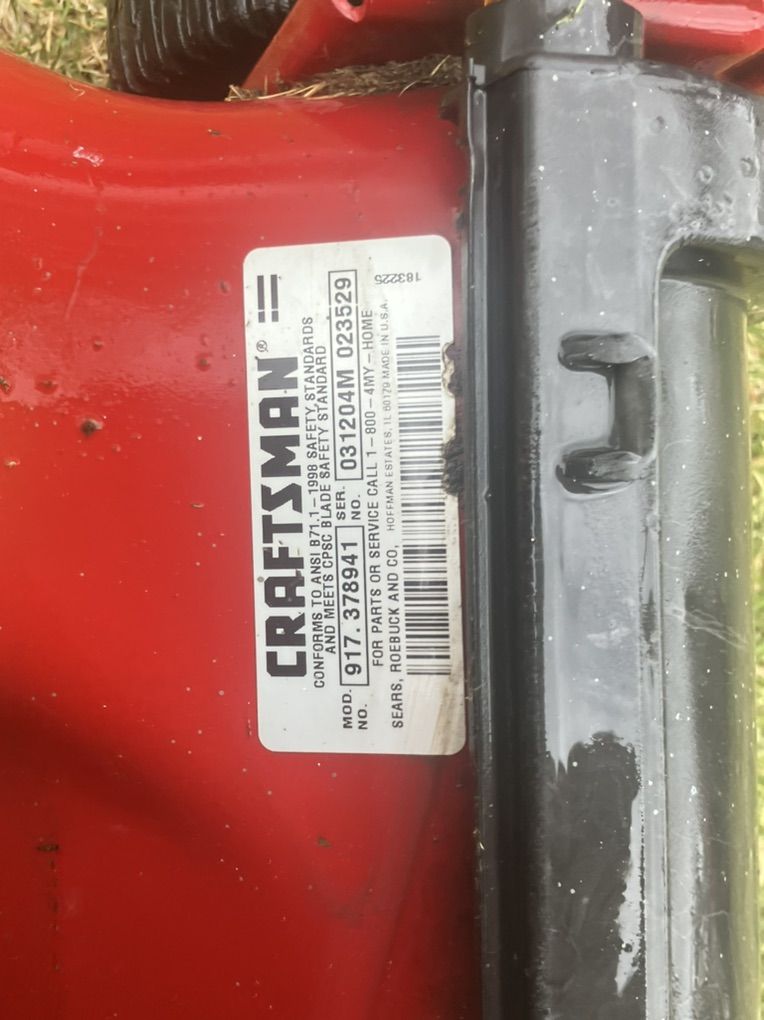 CRAFTSMAN®
CONFORMS TO ANSI B71.1-1998 SAFETY STANDARDS
AND MEETS CPSC BLADE SAFETY STANDARD
MOD. NO. 917.378941 SER. NO. 031204M 023529
FOR PARTS OR SERVICE CALL 1-800-4MY-HOME
SEARS, ROEBUCK AND CO, HOFFMAN ESTATES, IL 60179 MADE IN U.S.A.
183225